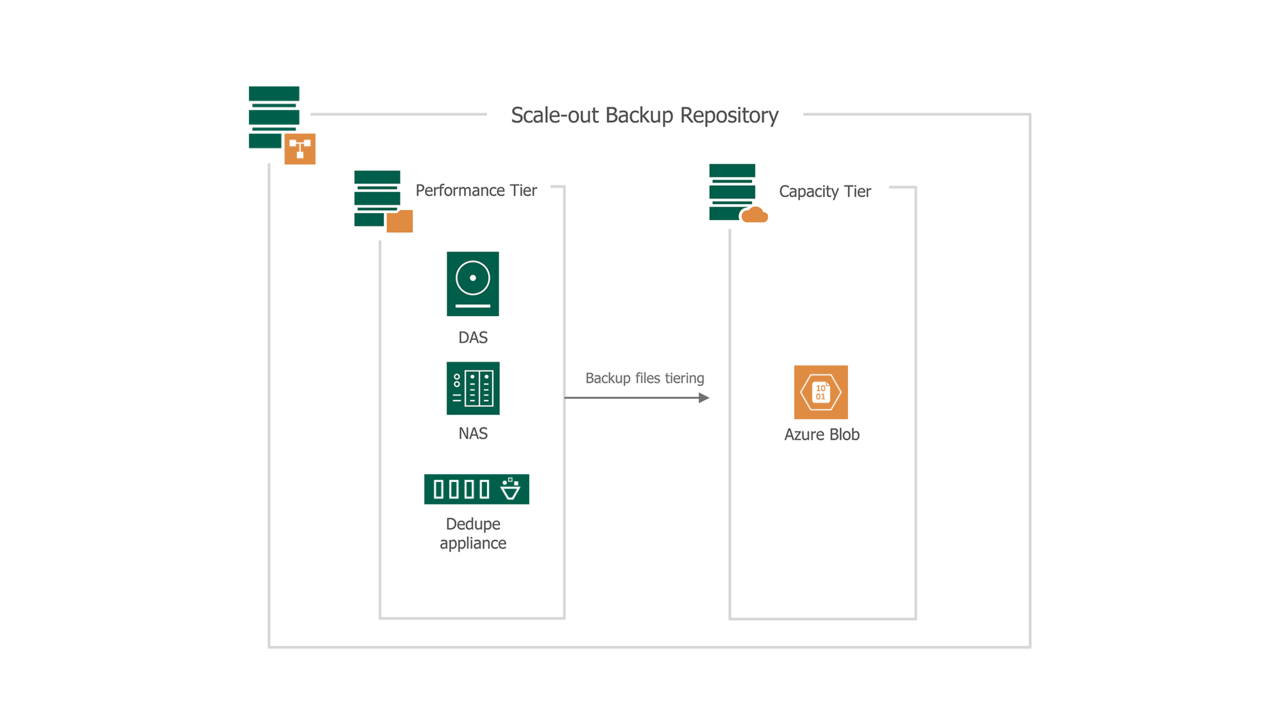 Scale-out Backup Repository
Performance Tier
Capacity Tier
DAS
Backup files tiering
NAS
10
01
Azure Blob
Dedupe
appliance